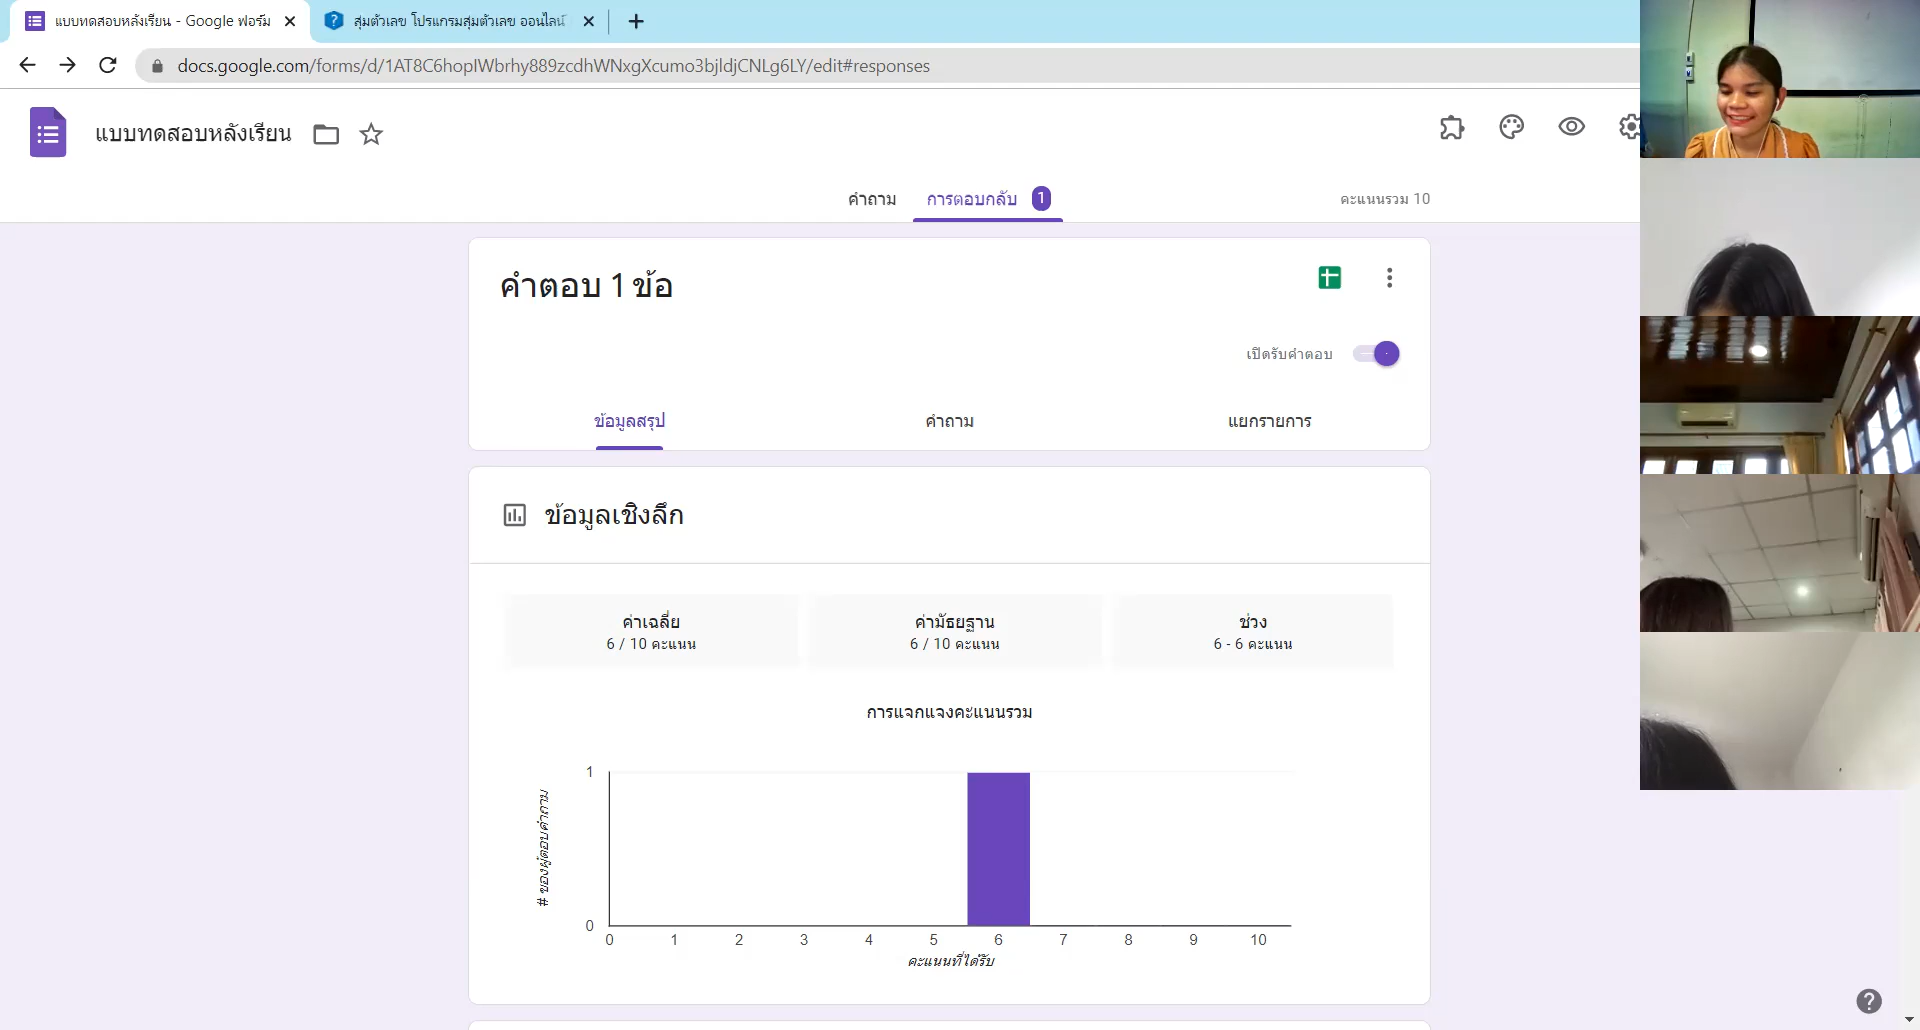 แบบทดสอบหลังเรียน - Google ฟอร์ม
สุ่มตัวเลข โปรแกรมสุ่มตัวเลข ออนไลน์
docs.google.com/forms/d/1AT8C6hopIWbrhy889zcdhWNxgXcumo3bjldjCNLg6LY/edit#responses
แบบทดสอบหลังเรียน
คำถาม
การตอบกลับ 1
คะแนนรวม 10
คำตอบ 1 ข้อ
เปิดรับคำตอบ
ข้อมูลสรุป
คำถาม
แยกรายการ
ข้อมูลเชิงลึก
ค่าเฉลี่ย
6 / 10 คะแนน
ค่ามัธยฐาน
6 / 10 คะแนน
ช่วง
6 - 6 คะแนน
การแจกแจงคะแนนรวม
# ของผู้ตอบคำถาม
1
0
0 1 2 3 4 5 6 7 8 9 10
คะแนนที่ได้รับ